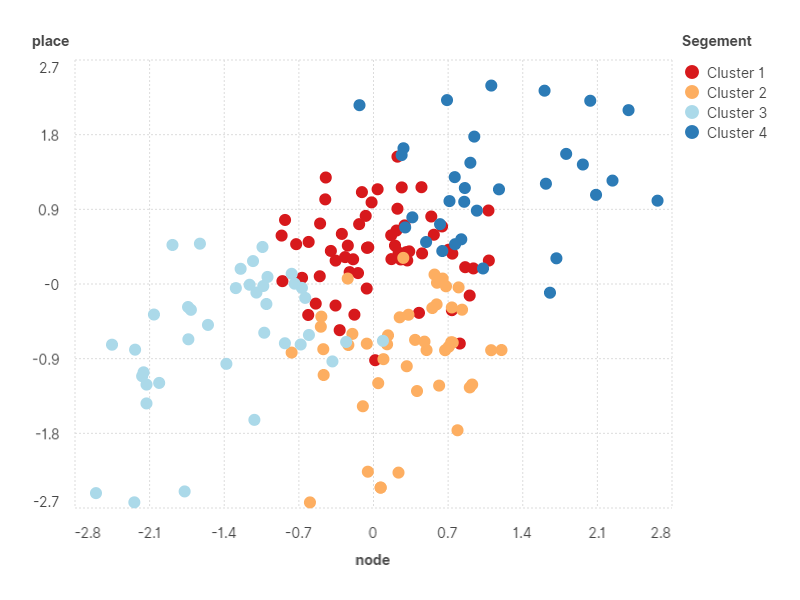 place
Segement
2.7
Cluster 1
Cluster 2
Cluster 3
Cluster 4
1.8
0.9
-0
-0.9
-1.8
-2.7
-2.8 -2.1 -1.4 -0.7 0 0.7 1.4 2.1 2.8
node